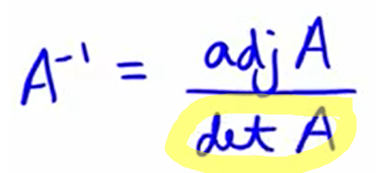 A⁻¹ = adj A / det A